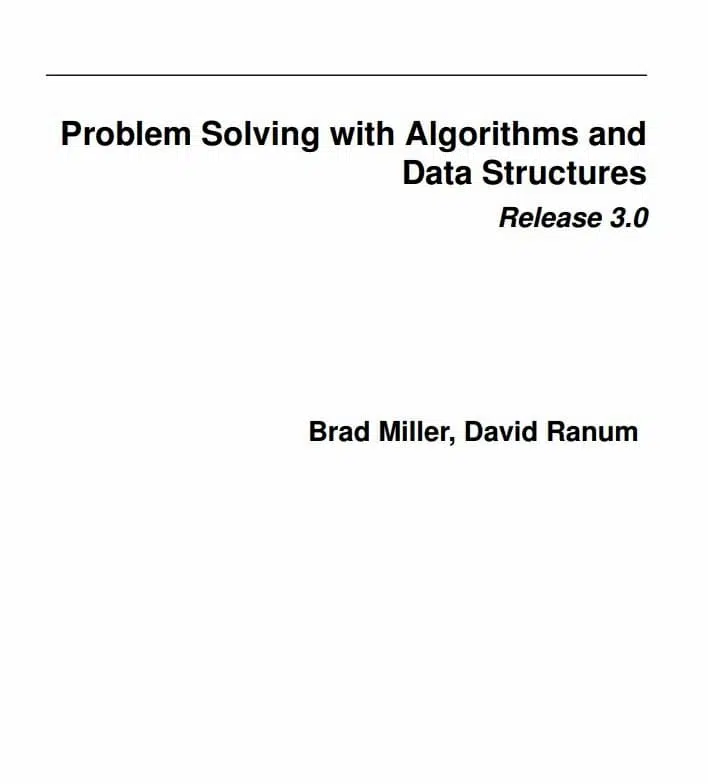 Problem Solving with Algorithms and
Data Structures
Release 3.0
Brad Miller, David Ranum